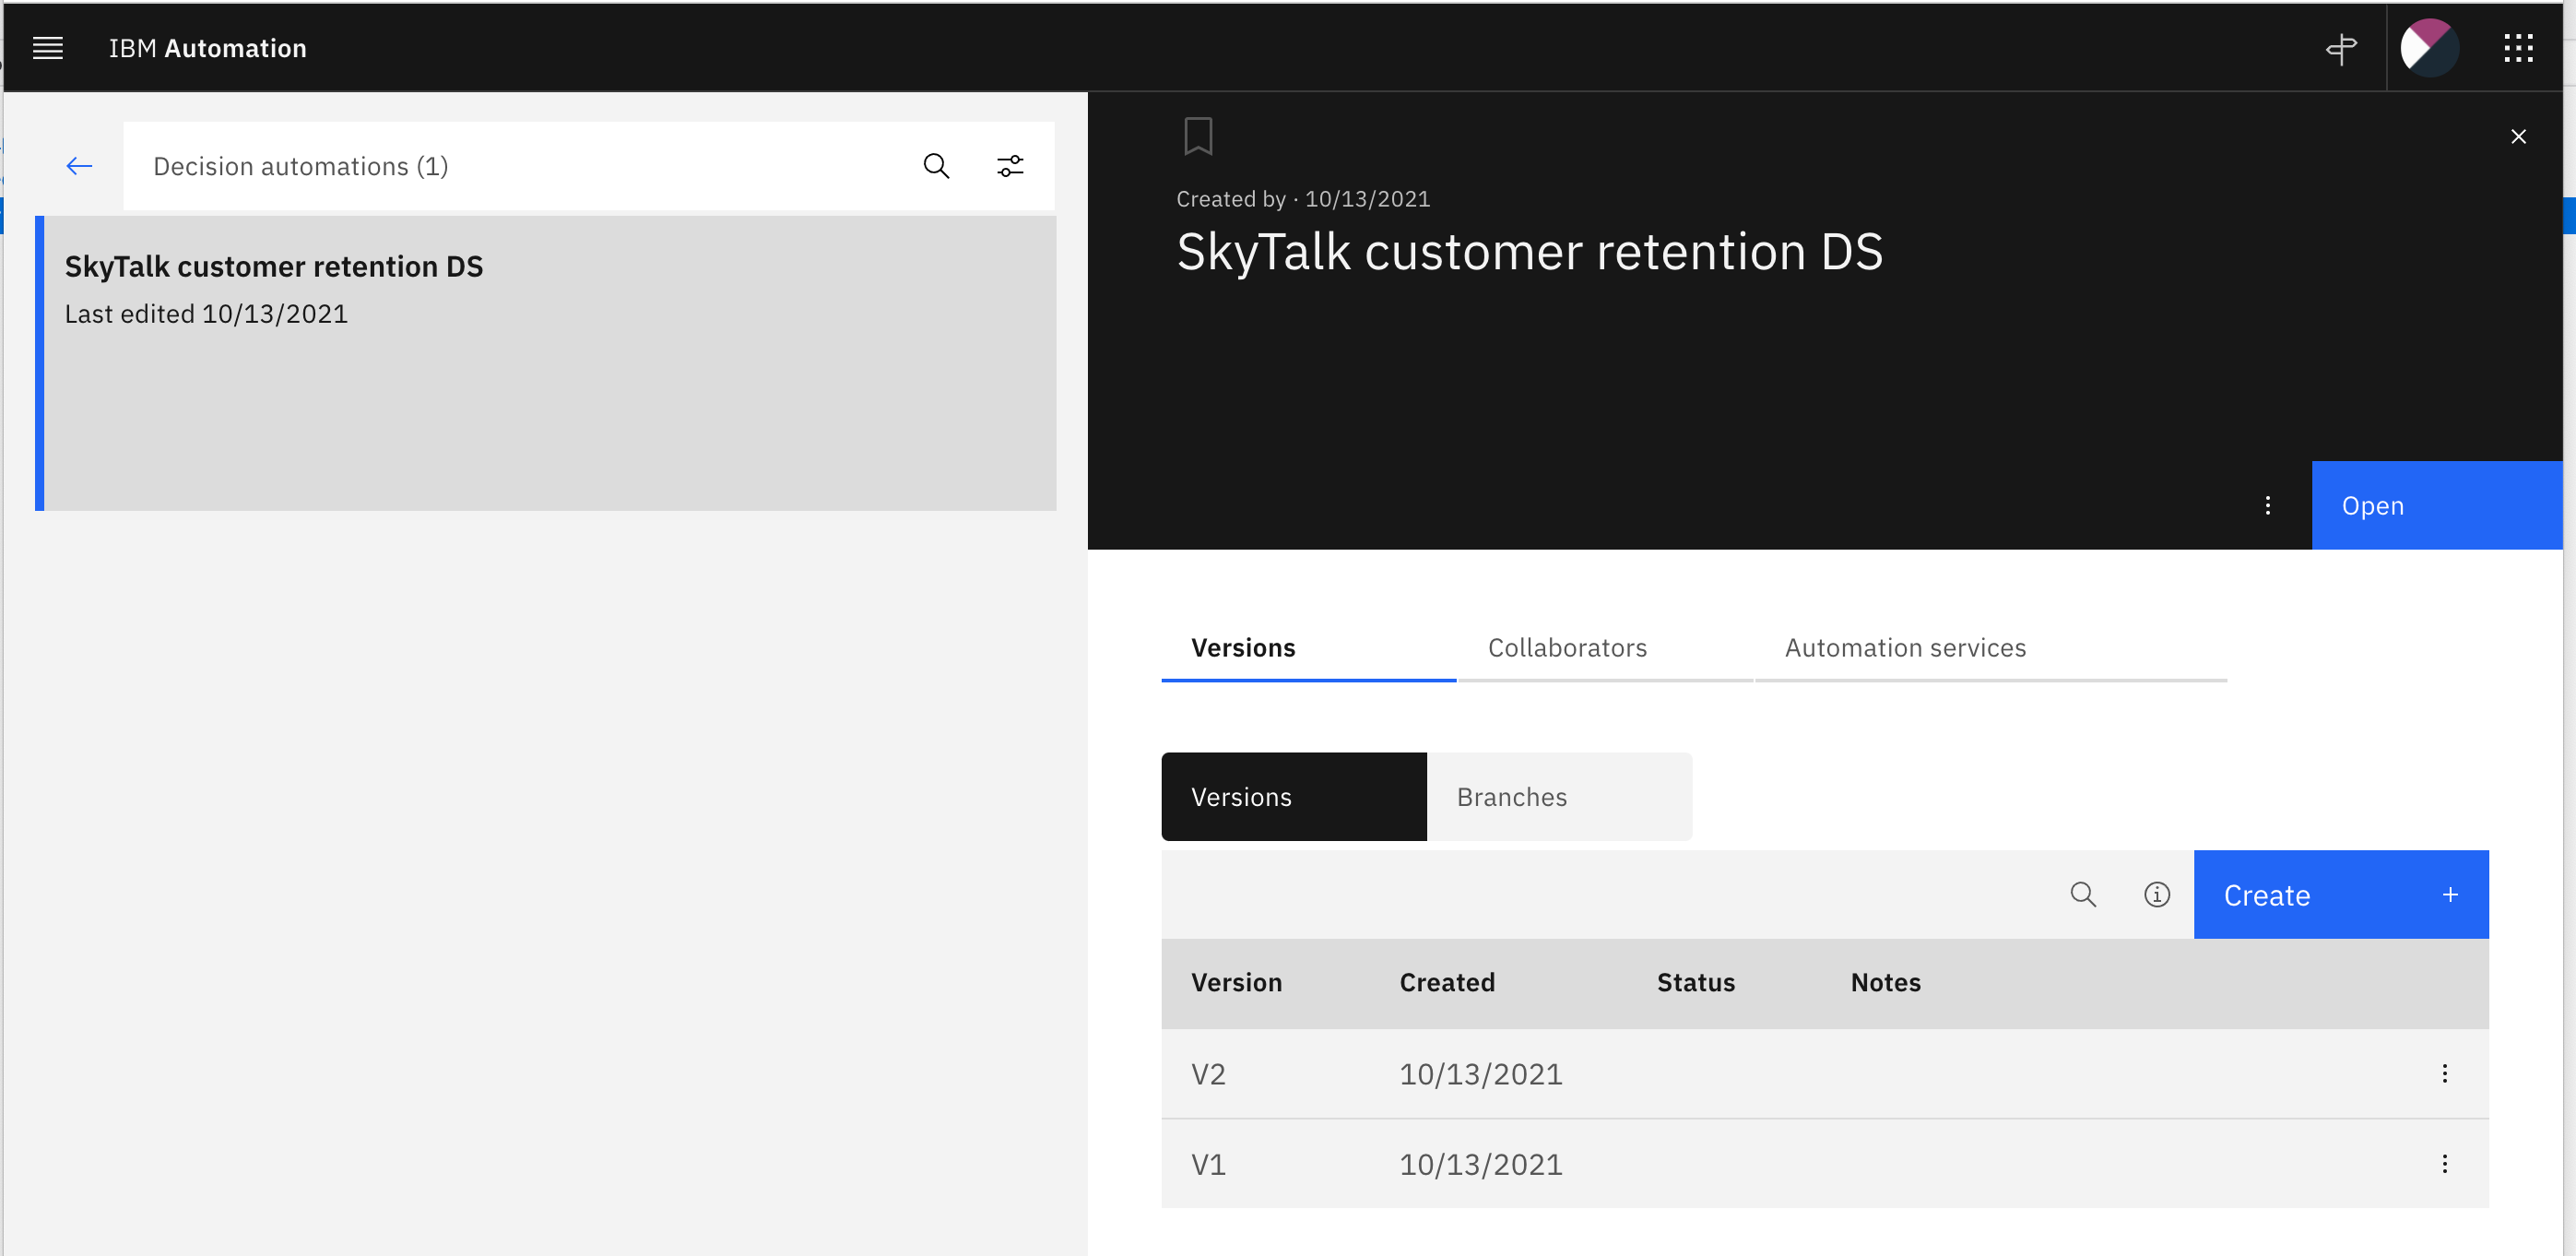 IBM Automation
Decision automations (1)
SkyTalk customer retention DS
Last edited 10/13/2021
Created by · 10/13/2021
SkyTalk customer retention DS
Open
Versions Collaborators Automation services
Versions Branches
Create +
Version Created Status Notes
V2 10/13/2021
V1 10/13/2021